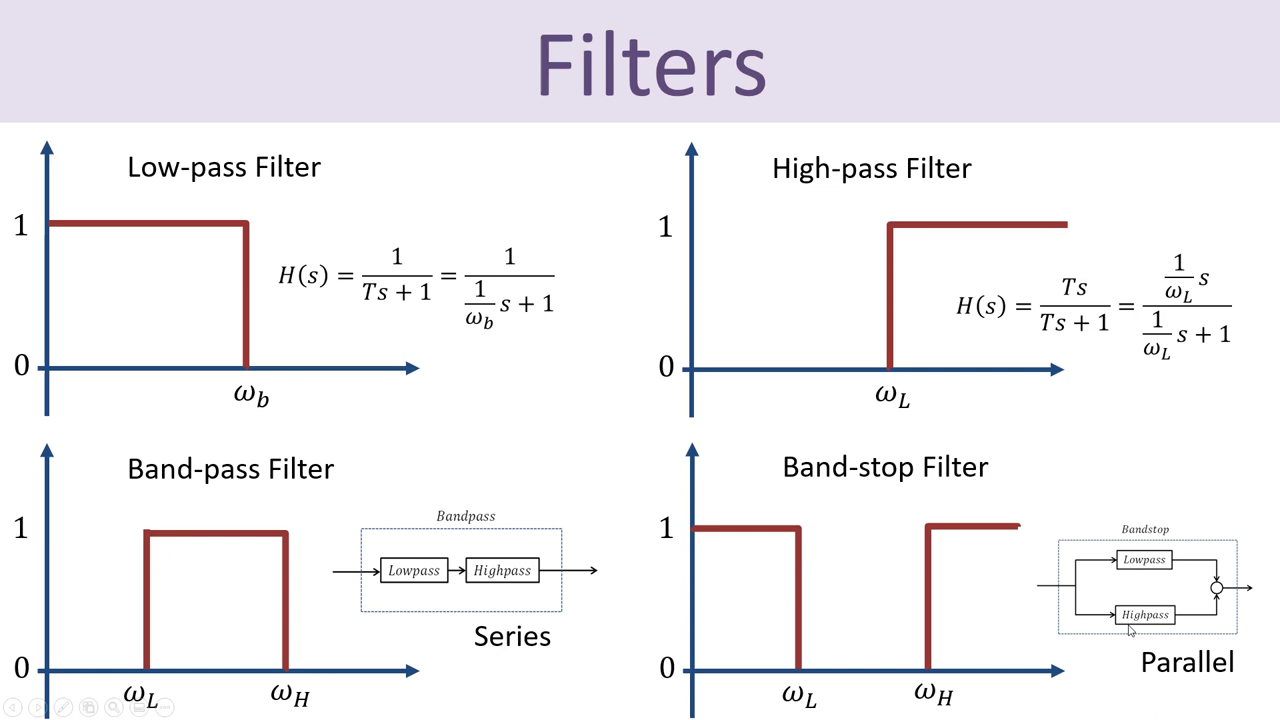 Filters
Low-pass Filter
1
H(s) = 1/(Ts + 1) = 1/((1/ω_b)s + 1)
0
ω_b
High-pass Filter
1
H(s) = Ts/(Ts + 1) = ((1/ω_L)s)/((1/ω_L)s + 1)
0
ω_L
Band-pass Filter
1
Bandpass
Lowpass
Highpass
Series
0
ω_L
ω_H
Band-stop Filter
1
Bandstop
Lowpass
Highpass
Parallel
0
ω_L
ω_H